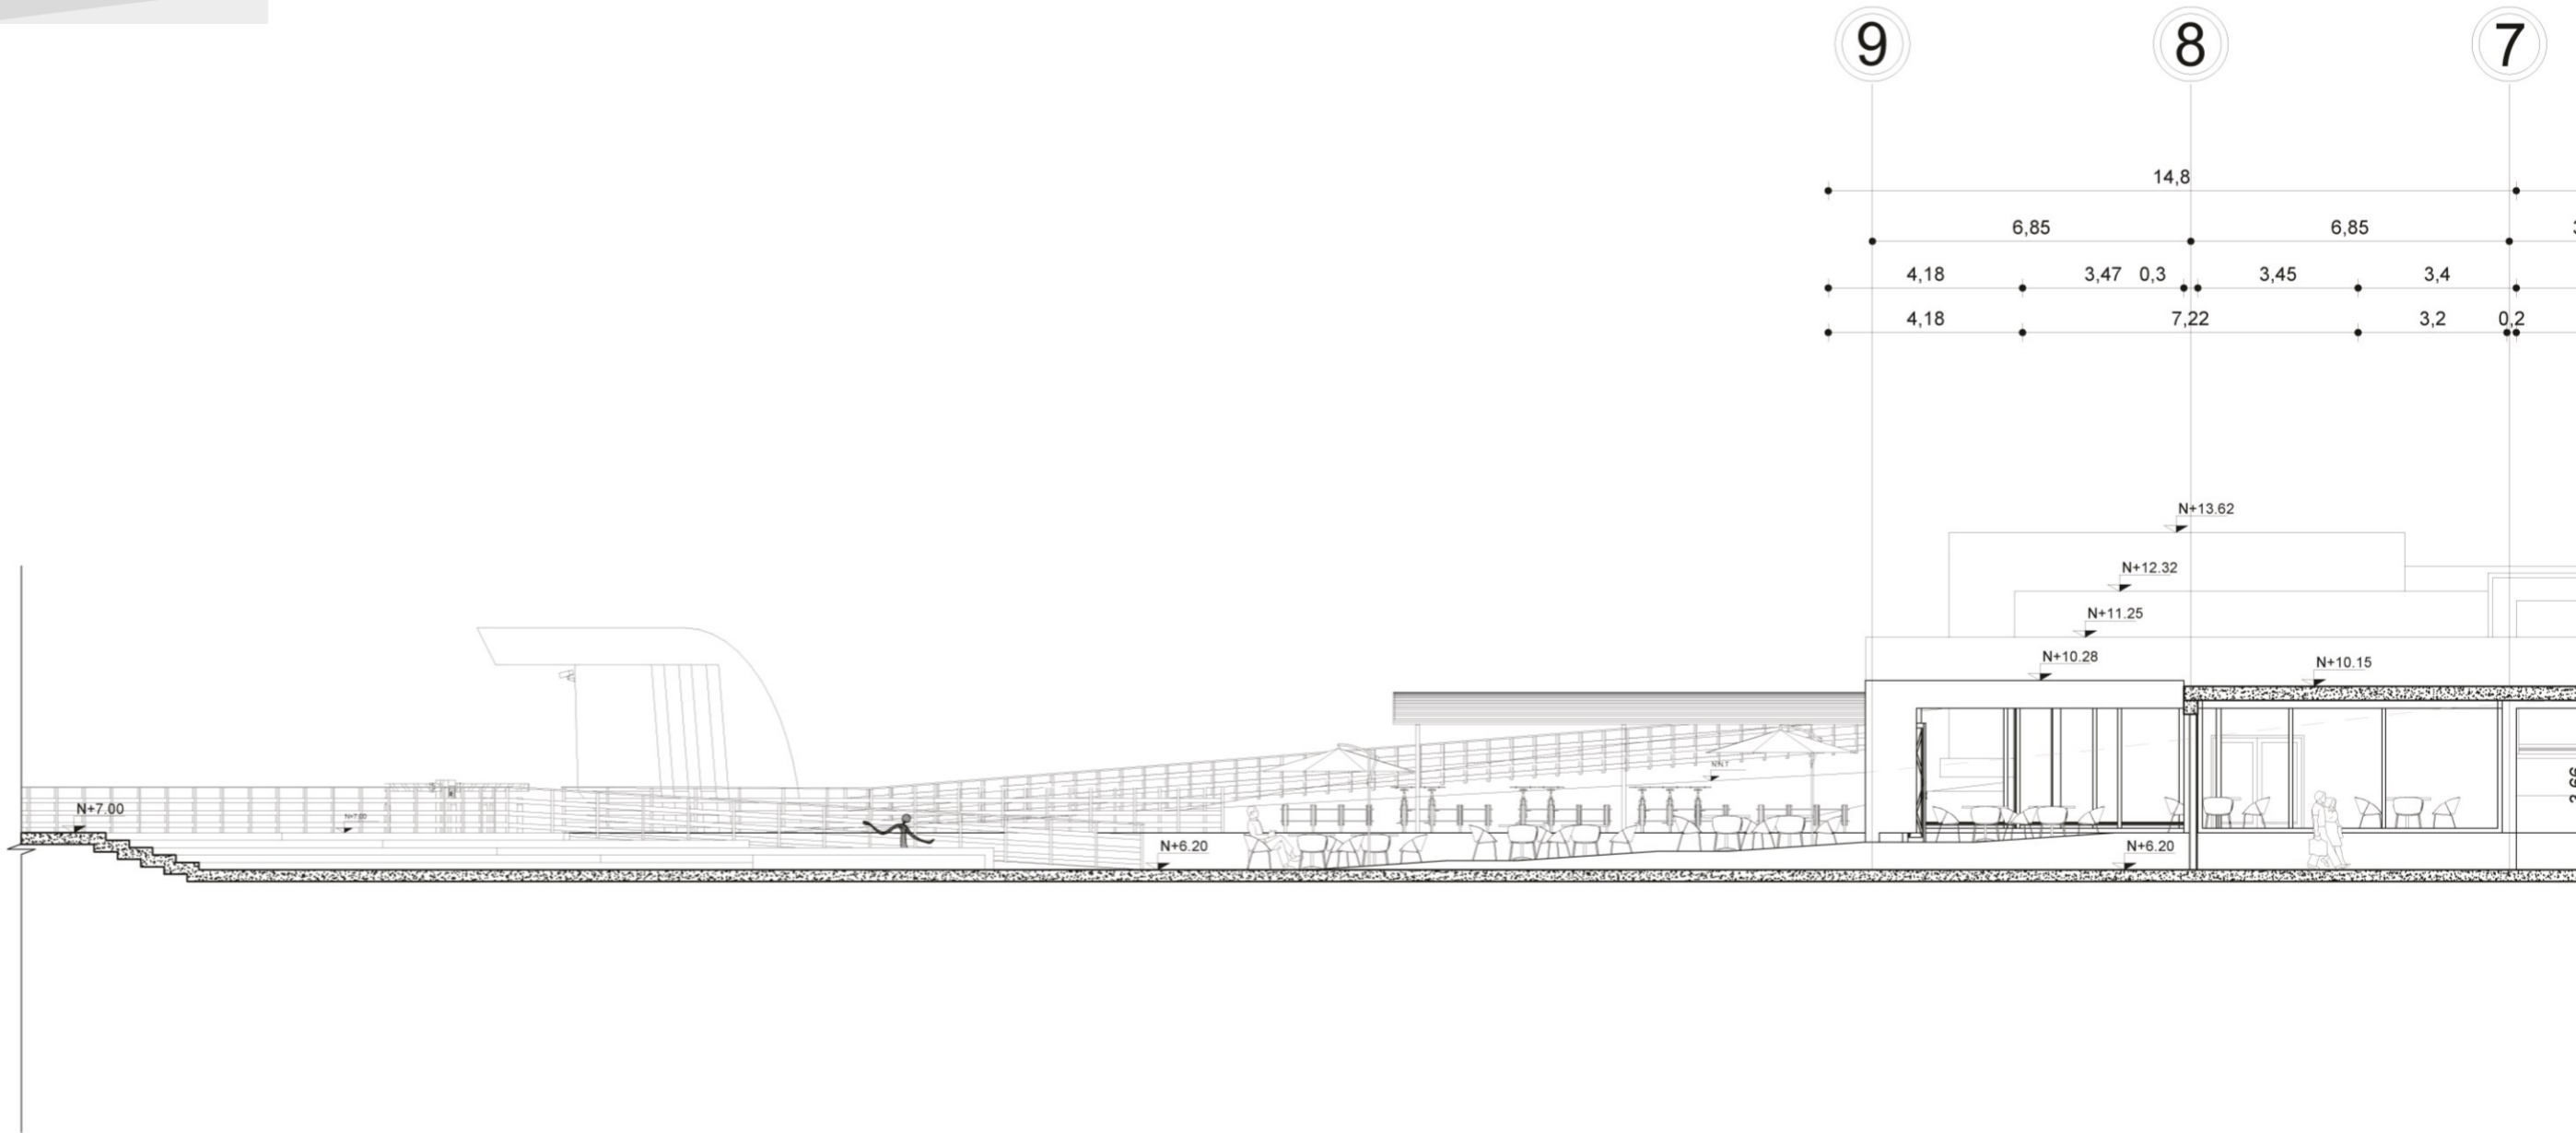 9 8 7
14,8
6,85 6,85
4,18 3,47 0,3 3,45 3,4
4,18 7,22 3,2 0,2
N+13.62
N+12.32
N+11.25
N+10.28 N+10.15
N+7.00 N+7.00
N+6.20 N+6.20